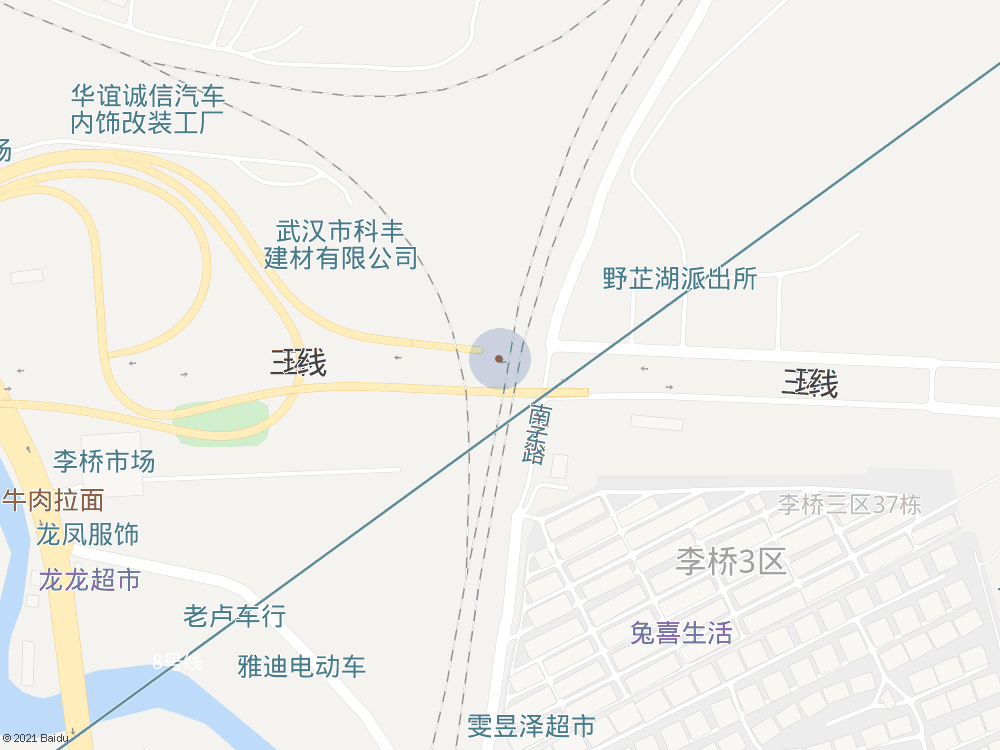 华谊诚信汽车
内饰改装工厂
场
武汉市科丰
建材有限公司
野芷湖派出所
三环线
三环线
李桥市场
牛肉拉面
龙凤服饰
龙龙超市
李桥三区37栋
李桥3区
老卢车行
兔喜生活
8号线
雅迪电动车
雯昱泽超市
© 2021 Baidu